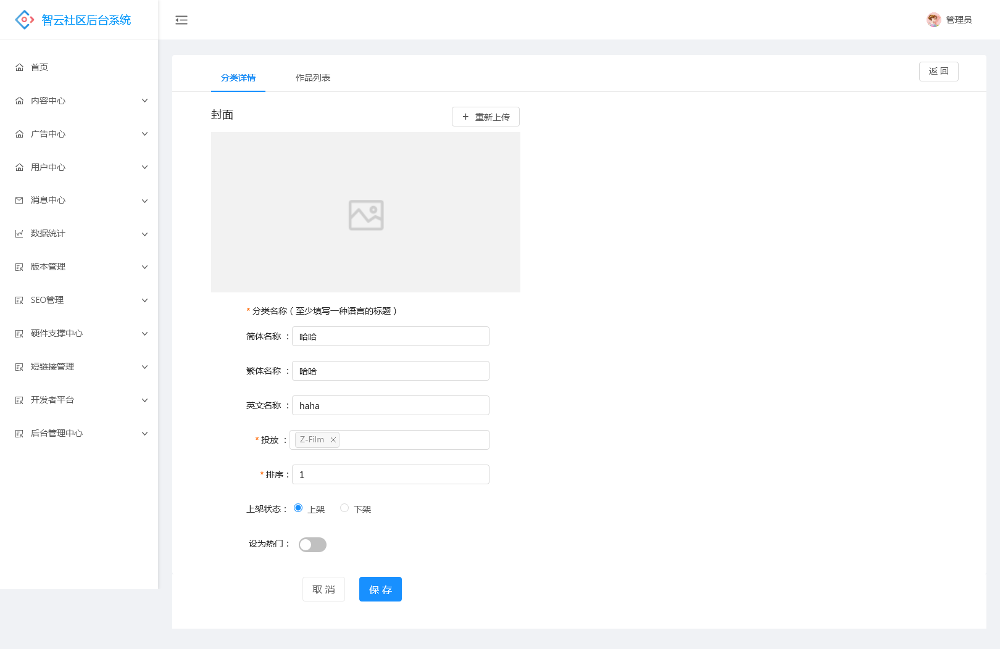 智云社区后台系统
管理员
首页
内容中心
广告中心
用户中心
消息中心
数据统计
版本管理
SEO管理
硬件支撑中心
短链接管理
开发者平台
后台管理中心
分类详情
作品列表
返 回
封面
+ 重新上传
* 分类名称（至少填写一种语言的标题）
简体名称 ： 哈哈
繁体名称 ： 哈哈
英文名称 ： haha
* 投放 ： Z-Film
* 排序： 1
上架状态： 上架 下架
设为热门：
取 消
保 存